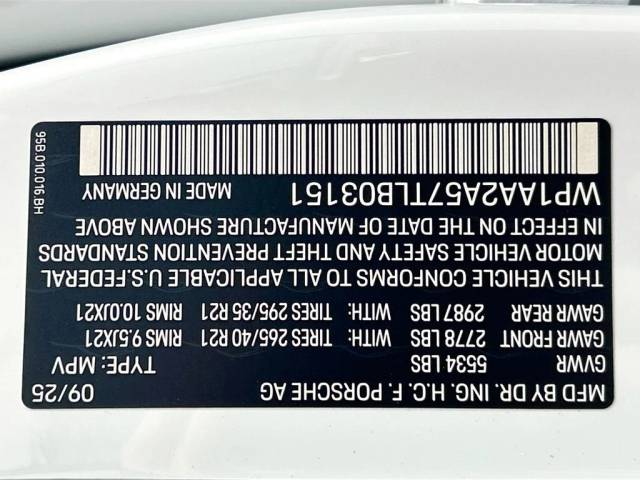 MFD BY DR. ING. H.C. F. PORSCHE AG 09/25
GVWR 5534 LBS TYPE: MPV
GAWR FRONT 2778 LBS WITH: TIRES 265/40 R21 RIMS 9.5JX21
GAWR REAR 2987 LBS WITH: TIRES 295/35 R21 RIMS 10.0JX21
THIS VEHICLE CONFORMS TO ALL APPLICABLE U.S.FEDERAL
MOTOR VEHICLE SAFETY AND THEFT PREVENTION STANDARDS
IN EFFECT ON THE DATE OF MANUFACTURE SHOWN ABOVE
WP1AA2A57TLB03151 MADE IN GERMANY
95B.010.016.BH